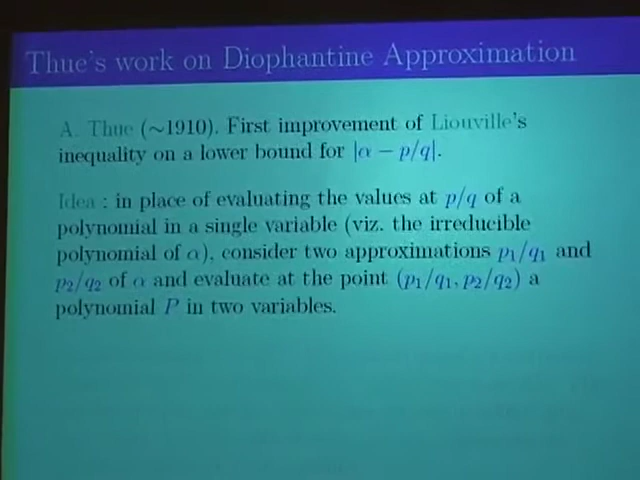 Thue's work on Diophantine Approximation
A. Thue (~1910). First improvement of Liouville's
inequality on a lower bound for |α − p/q|.
Idea : in place of evaluating the values at p/q of a
polynomial in a single variable (viz. the irreducible
polynomial of α), consider two approximations p₁/q₁ and
p₂/q₂ of α and evaluate at the point (p₁/q₁, p₂/q₂) a
polynomial P in two variables.